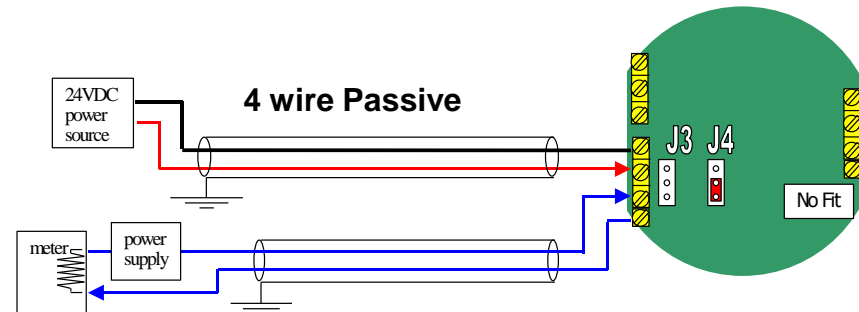 4 wire Passive
24VDC
power
source
J3 J4
No Fit
meter
power
supply